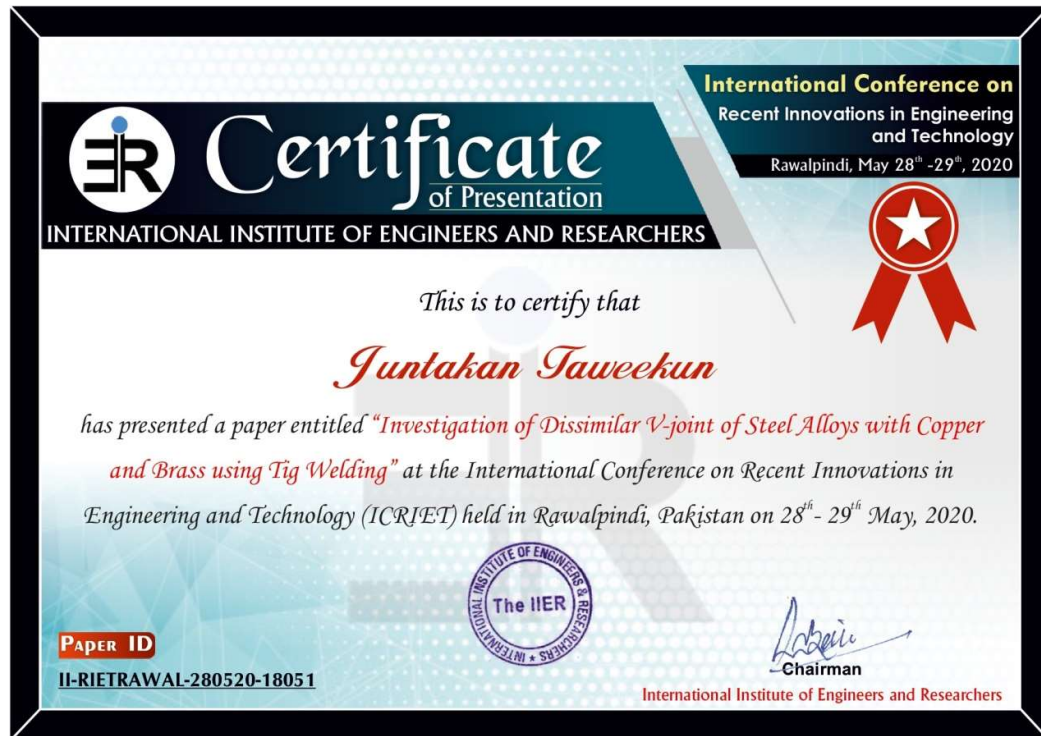 International Conference on
Recent Innovations in Engineering
and Technology
Rawalpindi, May 28th -29th, 2020
Certificate
of Presentation
INTERNATIONAL INSTITUTE OF ENGINEERS AND RESEARCHERS
This is to certify that
Juntakan Taweekun
has presented a paper entitled “Investigation of Dissimilar V-joint of Steel Alloys with Copper
and Brass using Tig Welding” at the International Conference on Recent Innovations in
Engineering and Technology (ICRIET) held in Rawalpindi, Pakistan on 28th- 29th May, 2020.
INTERNATIONAL INSTITUTE OF ENGINEERS & RESEARCHERS
The IIER
PAPER ID
II-RIETRAWAL-280520-18051
Chairman
International Institute of Engineers and Researchers